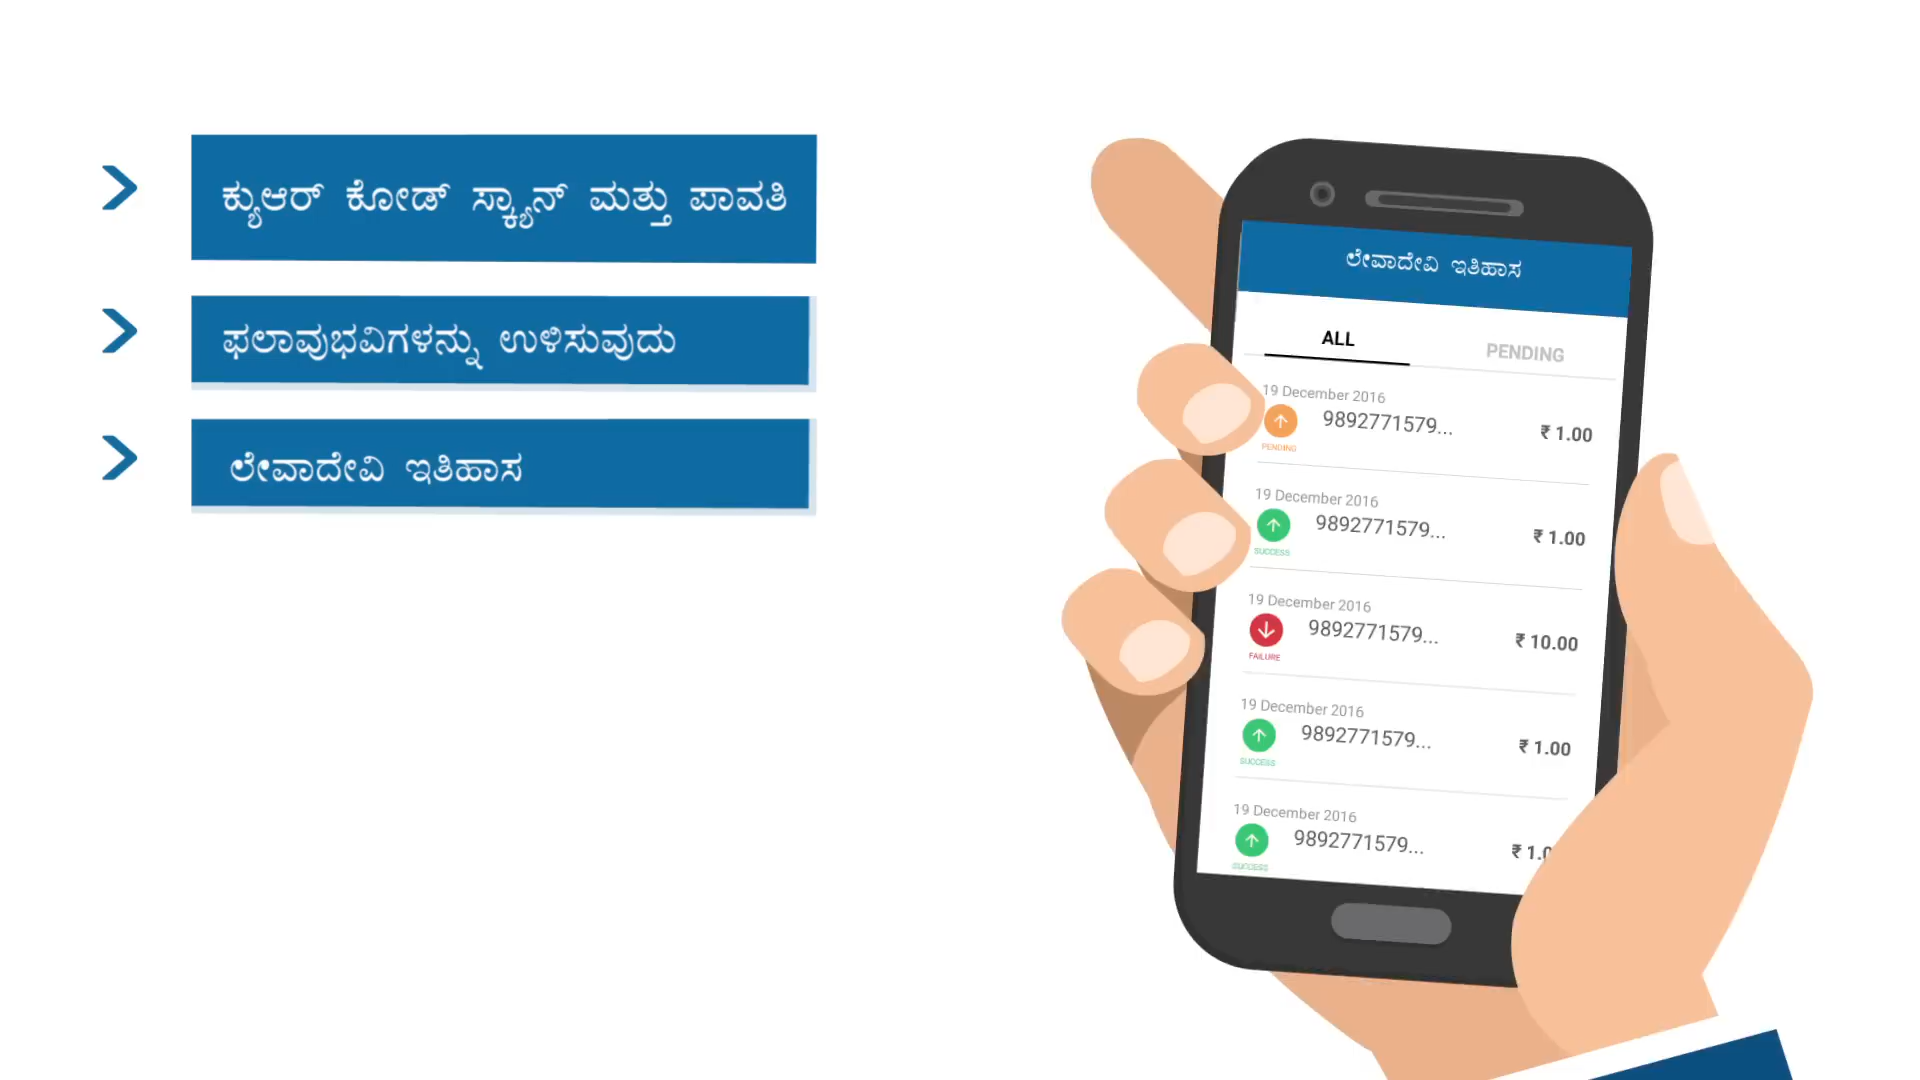 ಕ್ಯುಆರ್ ಕೋಡ್ ಸ್ಕ್ಯಾನ್ ಮತ್ತು ಪಾವತಿ
ಫಲಾವುಭವಿಗಳನ್ನು ಉಳಿಸುವುದು
ಲೇವಾದೇವಿ ಇತಿಹಾಸ
ಲೇವಾದೇವಿ ಇತಿಹಾಸ
ALL PENDING
19 December 2016
9892771579... ₹ 1.00
PENDING
19 December 2016
9892771579... ₹ 1.00
SUCCESS
19 December 2016
9892771579... ₹ 10.00
FAILURE
19 December 2016
9892771579... ₹ 1.00
SUCCESS
19 December 2016
9892771579... ₹ 1.0
SUCCESS